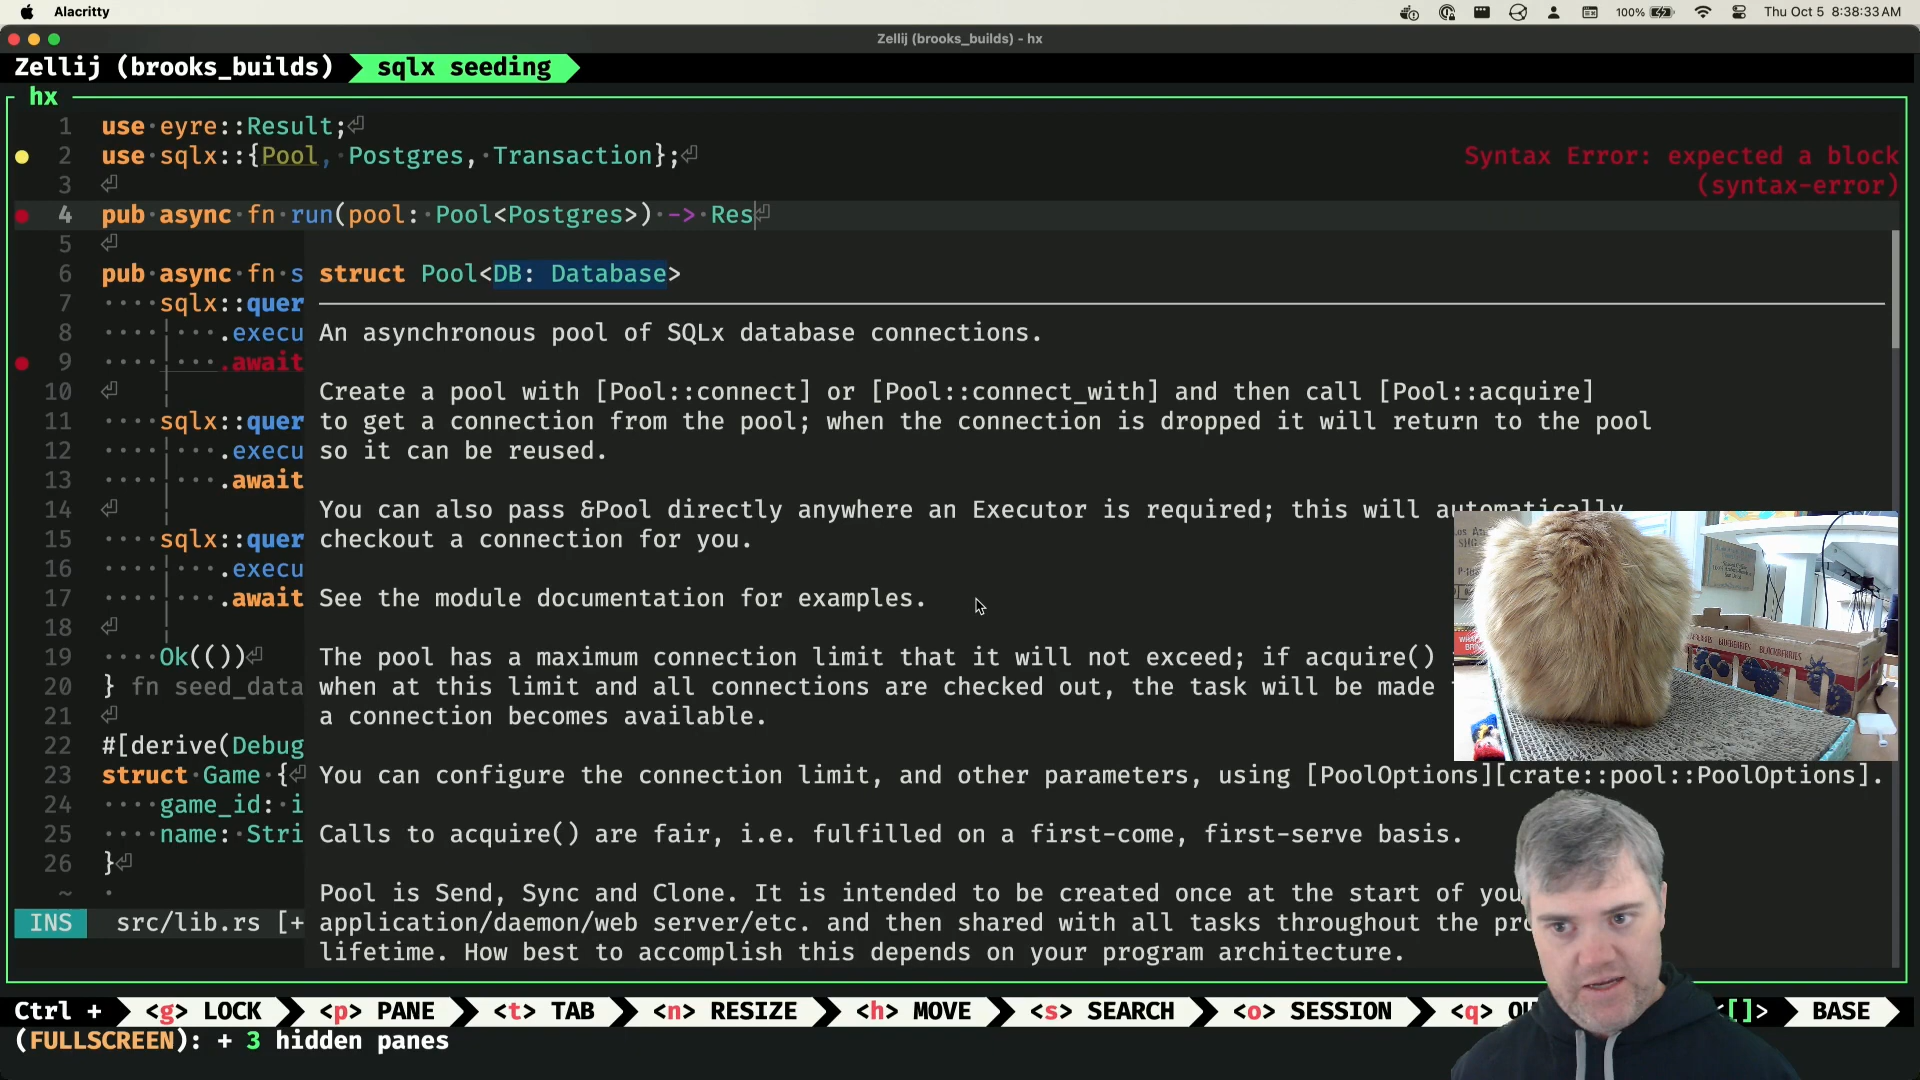 Alacritty
100%
Thu Oct 5 8:38:33 AM
Zellij (brooks_builds) - hx
Zellij (brooks_builds)
sqlx seeding
hx
1 use eyre::Result;
2 use sqlx::{Pool, Postgres, Transaction};
Syntax Error: expected a block
(syntax-error)
3
4 pub async fn run(pool: Pool<Postgres>) -> Res
5
6 pub async fn s
7 sqlx::quer
8 .execu
9 .await
10
11 sqlx::quer
12 .execu
13 .await
14
15 sqlx::quer
16 .execu
17 .await
18
19 Ok(())
20 } fn seed_data
21
22 #[derive(Debug
23 struct Game {
24 game_id: i
25 name: Stri
26 }
~
struct Pool<DB: Database>
An asynchronous pool of SQLx database connections.
Create a pool with [Pool::connect] or [Pool::connect_with] and then call [Pool::acquire]
to get a connection from the pool; when the connection is dropped it will return to the pool
so it can be reused.
You can also pass &Pool directly anywhere an Executor is required; this will automatically
checkout a connection for you.
See the module documentation for examples.
The pool has a maximum connection limit that it will not exceed; if acquire()
when at this limit and all connections are checked out, the task will be made
a connection becomes available.
You can configure the connection limit, and other parameters, using [PoolOptions][crate::pool::PoolOptions].
Calls to acquire() are fair, i.e. fulfilled on a first-come, first-serve basis.
Pool is Send, Sync and Clone. It is intended to be created once at the start of you
application/daemon/web server/etc. and then shared with all tasks throughout the pro
lifetime. How best to accomplish this depends on your program architecture.
BLACKBERRIES
INS src/lib.rs [+
Ctrl + <g> LOCK <p> PANE <t> TAB <n> RESIZE <h> MOVE <s> SEARCH <o> SESSION <q> <[]> BASE
(FULLSCREEN): + 3 hidden panes